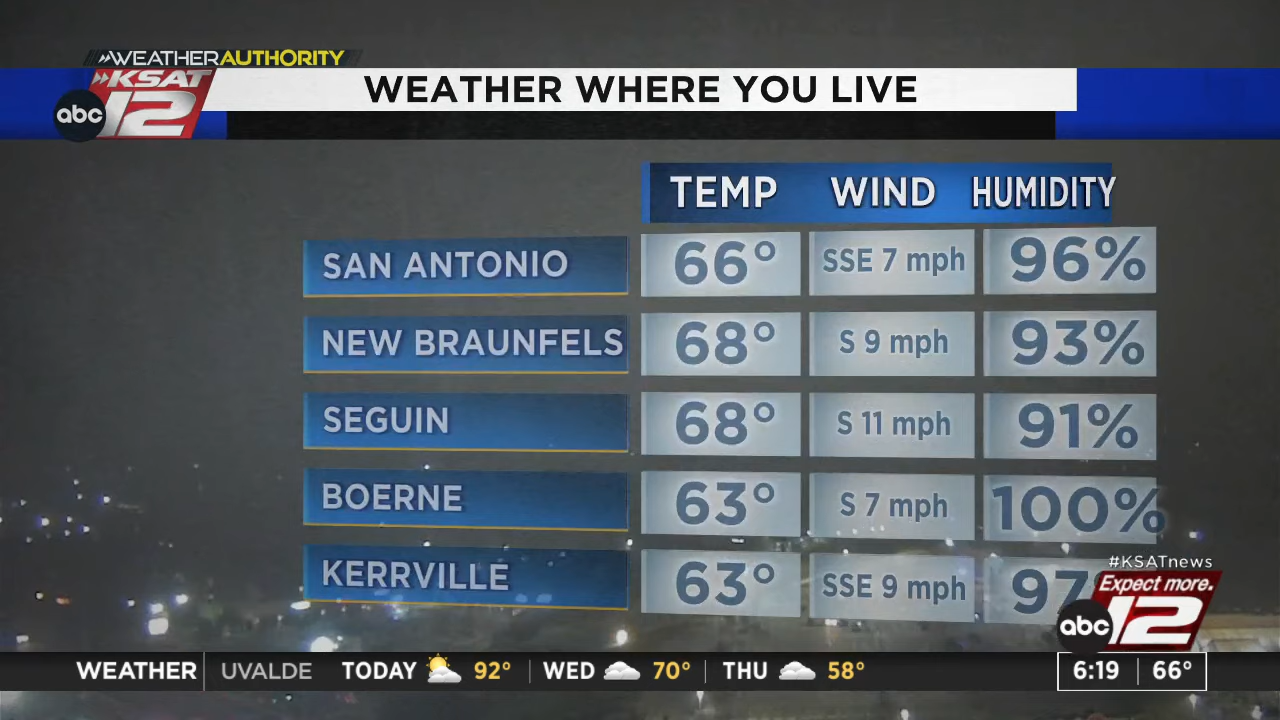 WEATHERAUTHORITY
KSAT
abc 12
WEATHER WHERE YOU LIVE
TEMP WIND HUMIDITY
SAN ANTONIO 66° SSE 7 mph 96%
NEW BRAUNFELS 68° S 9 mph 93%
SEGUIN 68° S 11 mph 91%
BOERNE 63° S 7 mph 100%
KERRVILLE 63° SSE 9 mph 97
#KSATnews
Expect more.
abc 12
WEATHER UVALDE TODAY 92° WED 70° THU 58° 6:19 66°